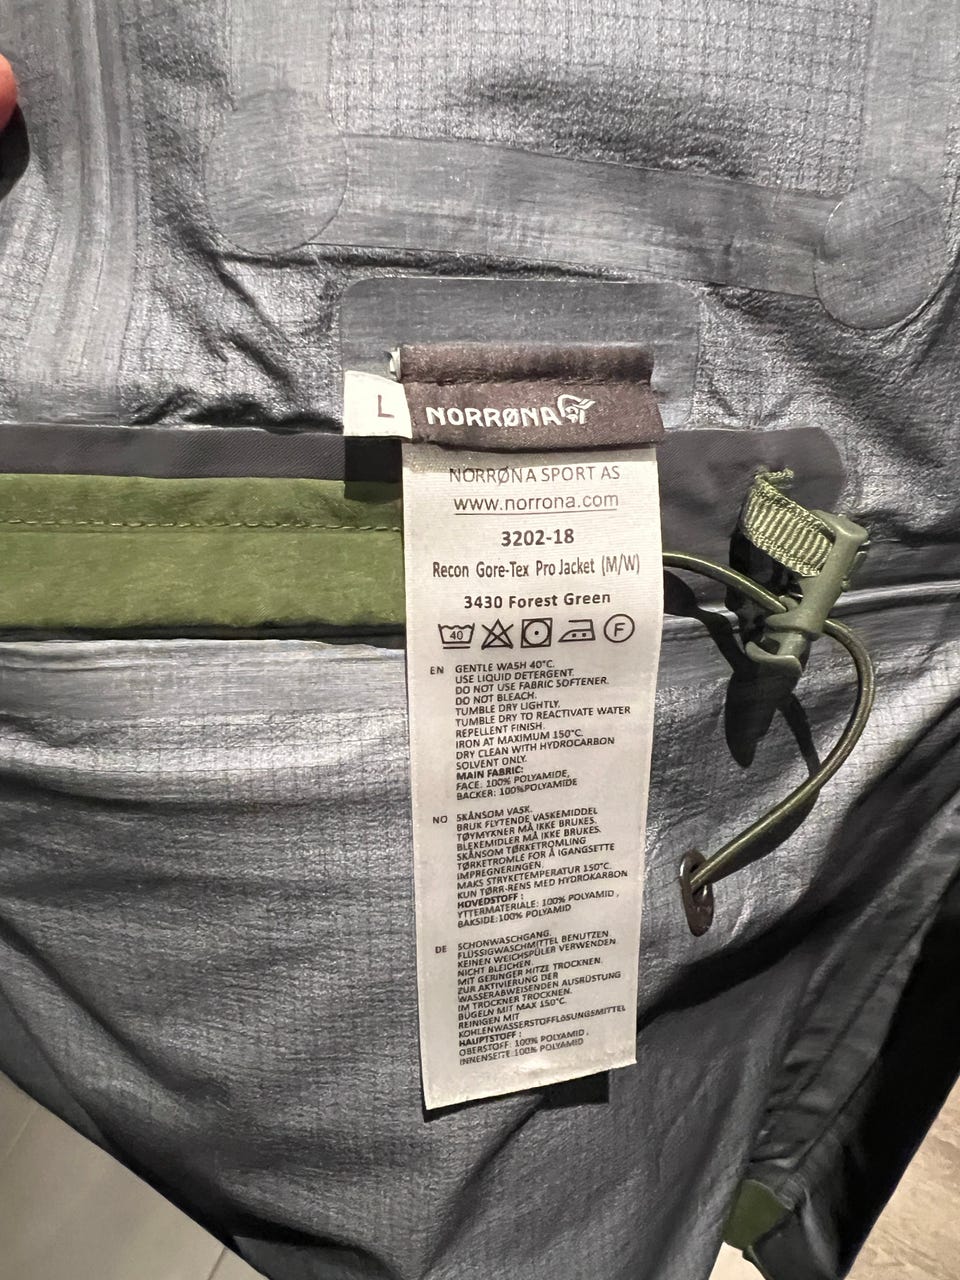 L
NORRØNA
NORRØNA SPORT AS
www.norrona.com
3202-18
Recon Gore-Tex Pro Jacket (M/W)
3430 Forest Green
40 F
EN GENTLE WASH 40°C.
USE LIQUID DETERGENT.
DO NOT USE FABRIC SOFTENER.
DO NOT BLEACH.
TUMBLE DRY LIGHTLY.
TUMBLE DRY TO REACTIVATE WATER
REPELLENT FINISH.
IRON AT MAXIMUM 150°C.
DRY CLEAN WITH HYDROCARBON
SOLVENT ONLY.
MAIN FABRIC:
FACE: 100% POLYAMIDE,
BACKER: 100%POLYAMIDE
NO SKÅNSOM VASK.
BRUK FLYTENDE VASKEMIDDEL
TØYMYKNER MÅ IKKE BRUKES.
BLEKEMIDLER MÅ IKKE BRUKES.
SKÅNSOM TØRKETROMLING
TØRKETROMLE FOR Å IGANGSETTE
IMPREGNERINGEN.
MAKS STRYKETEMPERATUR 150°C.
KUN TØRR-RENS MED HYDROKARBON
HOVEDSTOFF :
YTTERMATERIALE: 100% POLYAMID ,
BAKSIDE:100% POLYAMID
DE SCHONWASCHGANG.
FLÜSSIGWASCHMITTEL BENUTZEN
KEINEN WEICHSPÜLER VERWENDEN
NICHT BLEICHEN.
MIT GERINGER HITZE TROCKNEN.
ZUR AKTIVIERUNG DER
WASSERABWEISENDEN AUSRÜSTUNG
IM TROCKNER TROCKNEN.
BÜGELN MIT MAX 150°C.
REINIGEN MIT
KOHLENWASSERSTOFFLØSUNGSMITTEL
HAUPTSTOFF :
OBERSTOFF: 100% POLYAMID ,
INNENSEITE:100% POLYAMID